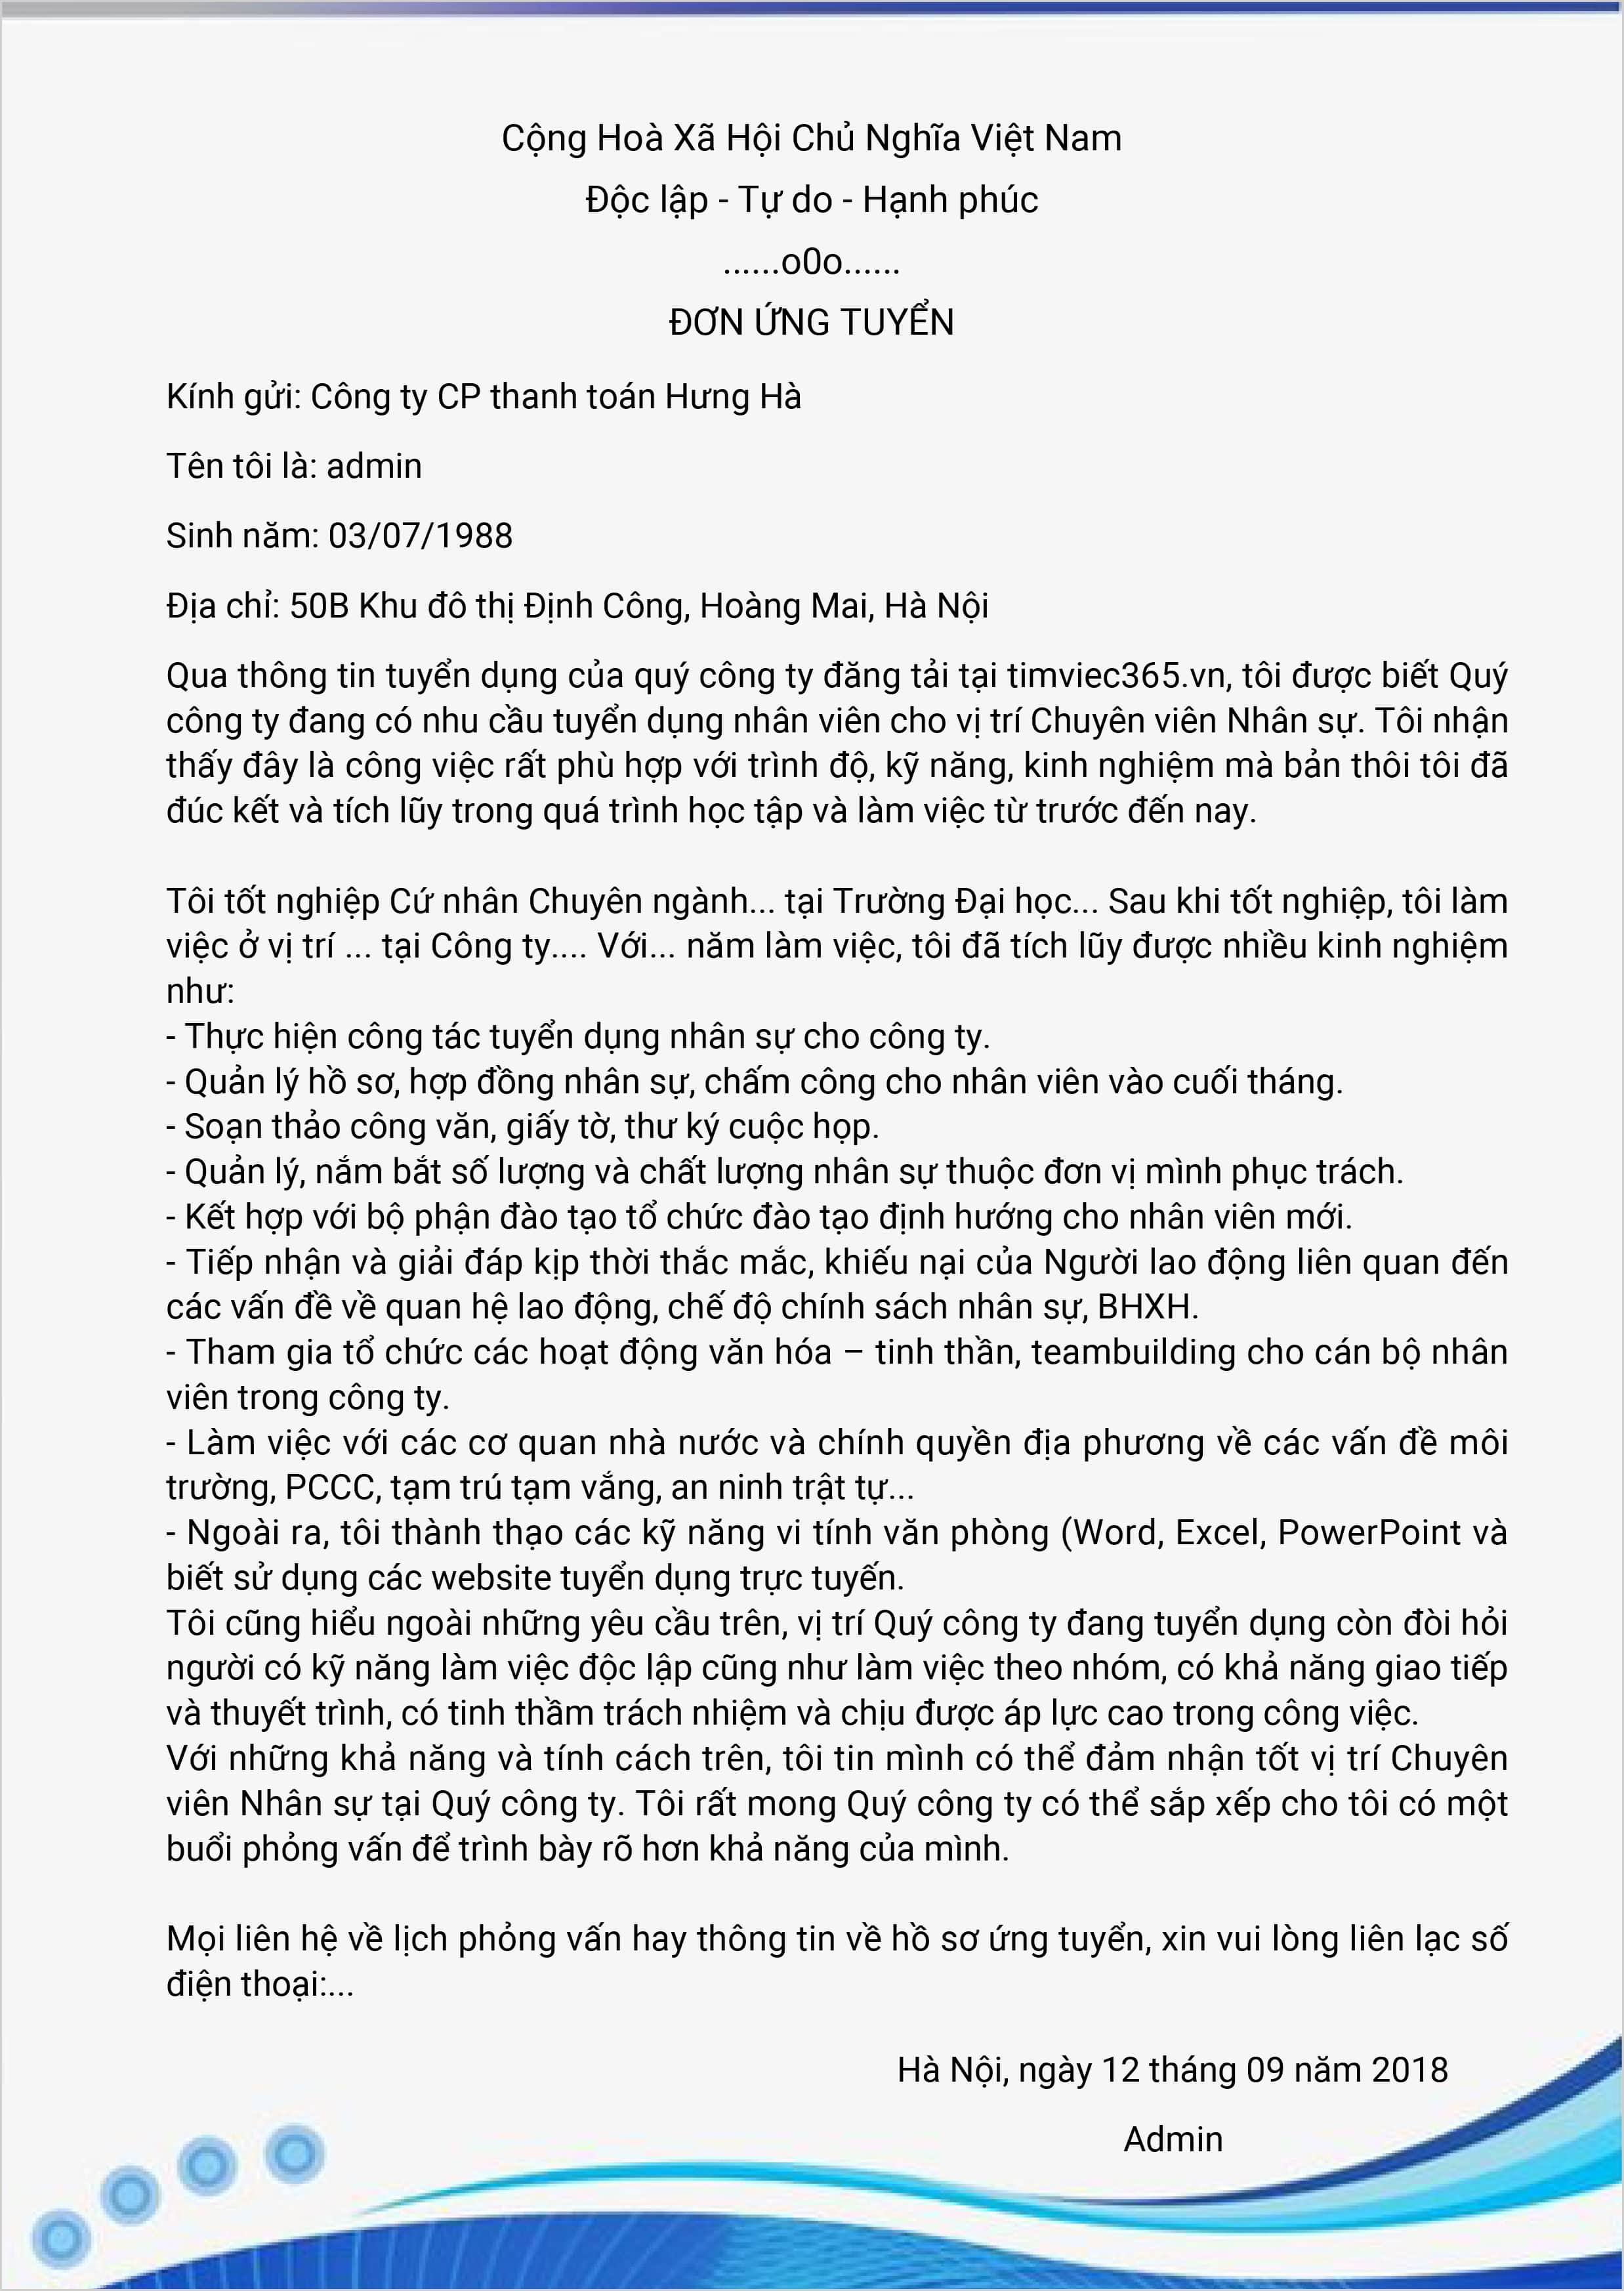 Cộng Hoà Xã Hội Chủ Nghĩa Việt Nam
Độc lập - Tự do - Hạnh phúc
......o0o......
ĐƠN ỨNG TUYỂN
Kính gửi: Công ty CP thanh toán Hưng Hà
Tên tôi là: admin
Sinh năm: 03/07/1988
Địa chỉ: 50B Khu đô thị Định Công, Hoàng Mai, Hà Nội
Qua thông tin tuyển dụng của quý công ty đăng tải tại timviec365.vn, tôi được biết Quý
công ty đang có nhu cầu tuyển dụng nhân viên cho vị trí Chuyên viên Nhân sự. Tôi nhận
thấy đây là công việc rất phù hợp với trình độ, kỹ năng, kinh nghiệm mà bản thôi tôi đã
đúc kết và tích lũy trong quá trình học tập và làm việc từ trước đến nay.
Tôi tốt nghiệp Cứ nhân Chuyên ngành... tại Trường Đại học... Sau khi tốt nghiệp, tôi làm
việc ở vị trí ... tại Công ty.... Với... năm làm việc, tôi đã tích lũy được nhiều kinh nghiệm
như:
- Thực hiện công tác tuyển dụng nhân sự cho công ty.
- Quản lý hồ sơ, hợp đồng nhân sự, chấm công cho nhân viên vào cuối tháng.
- Soạn thảo công văn, giấy tờ, thư ký cuộc họp.
- Quản lý, nắm bắt số lượng và chất lượng nhân sự thuộc đơn vị mình phục trách.
- Kết hợp với bộ phận đào tạo tổ chức đào tạo định hướng cho nhân viên mới.
- Tiếp nhận và giải đáp kịp thời thắc mắc, khiếu nại của Người lao động liên quan đến
các vấn đề về quan hệ lao động, chế độ chính sách nhân sự, BHXH.
- Tham gia tổ chức các hoạt động văn hóa – tinh thần, teambuilding cho cán bộ nhân
viên trong công ty.
- Làm việc với các cơ quan nhà nước và chính quyền địa phương về các vấn đề môi
trường, PCCC, tạm trú tạm vắng, an ninh trật tự...
- Ngoài ra, tôi thành thạo các kỹ năng vi tính văn phòng (Word, Excel, PowerPoint và
biết sử dụng các website tuyển dụng trực tuyến.
Tôi cũng hiểu ngoài những yêu cầu trên, vị trí Quý công ty đang tuyển dụng còn đòi hỏi
người có kỹ năng làm việc độc lập cũng như làm việc theo nhóm, có khả năng giao tiếp
và thuyết trình, có tinh thầm trách nhiệm và chịu được áp lực cao trong công việc.
Với những khả năng và tính cách trên, tôi tin mình có thể đảm nhận tốt vị trí Chuyên
viên Nhân sự tại Quý công ty. Tôi rất mong Quý công ty có thể sắp xếp cho tôi có một
buổi phỏng vấn để trình bày rõ hơn khả năng của mình.
Mọi liên hệ về lịch phỏng vấn hay thông tin về hồ sơ ứng tuyển, xin vui lòng liên lạc số
điện thoại:...
Hà Nội, ngày 12 tháng 09 năm 2018
Admin